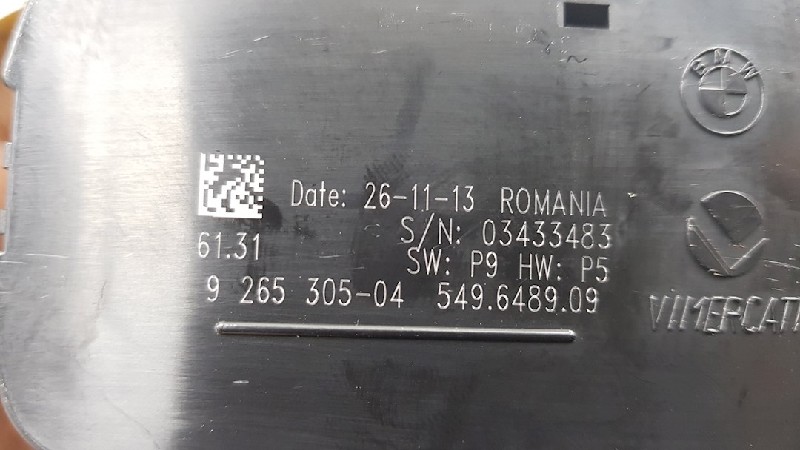 BMW
Date: 26-11-13 ROMANIA
S/N: 03433483
61.31
SW: P9 HW: P5
9 265 305-04 549.6489.09